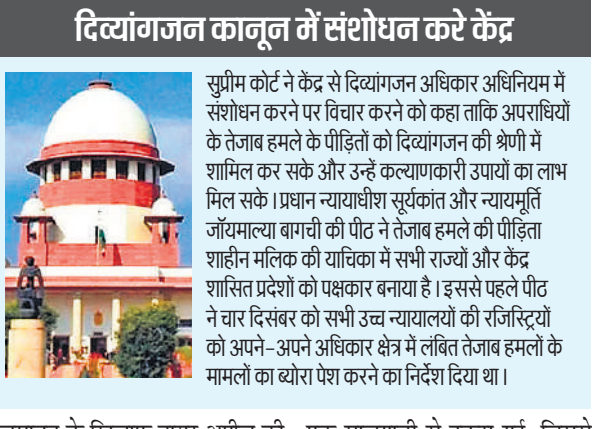 दिव्यांगजन कानून में संशोधन करे केंद्र
सुप्रीम कोर्ट ने केंद्र से दिव्यांगजन अधिकार अधिनियम में
संशोधन करने पर विचार करने को कहा ताकि अपराधियों
के तेजाब हमले के पीड़ितों को दिव्यांगजन की श्रेणी में
शामिल कर सके और उन्हें कल्याणकारी उपायों का लाभ
मिल सके । प्रधान न्यायाधीश सूर्यकांत और न्यायमूर्ति
जॉयमाल्या बागची की पीठ ने तेजाब हमले की पीड़िता
शाहीन मलिक की याचिका में सभी राज्यों और केंद्र
शासित प्रदेशों को पक्षकार बनाया है । इससे पहले पीठ
ने चार दिसंबर को सभी उच्च न्यायालयों की रजिस्ट्रियों
को अपने-अपने अधिकार क्षेत्र में लंबित तेजाब हमलों के
मामलों का ब्योरा पेश करने का निर्देश दिया था ।